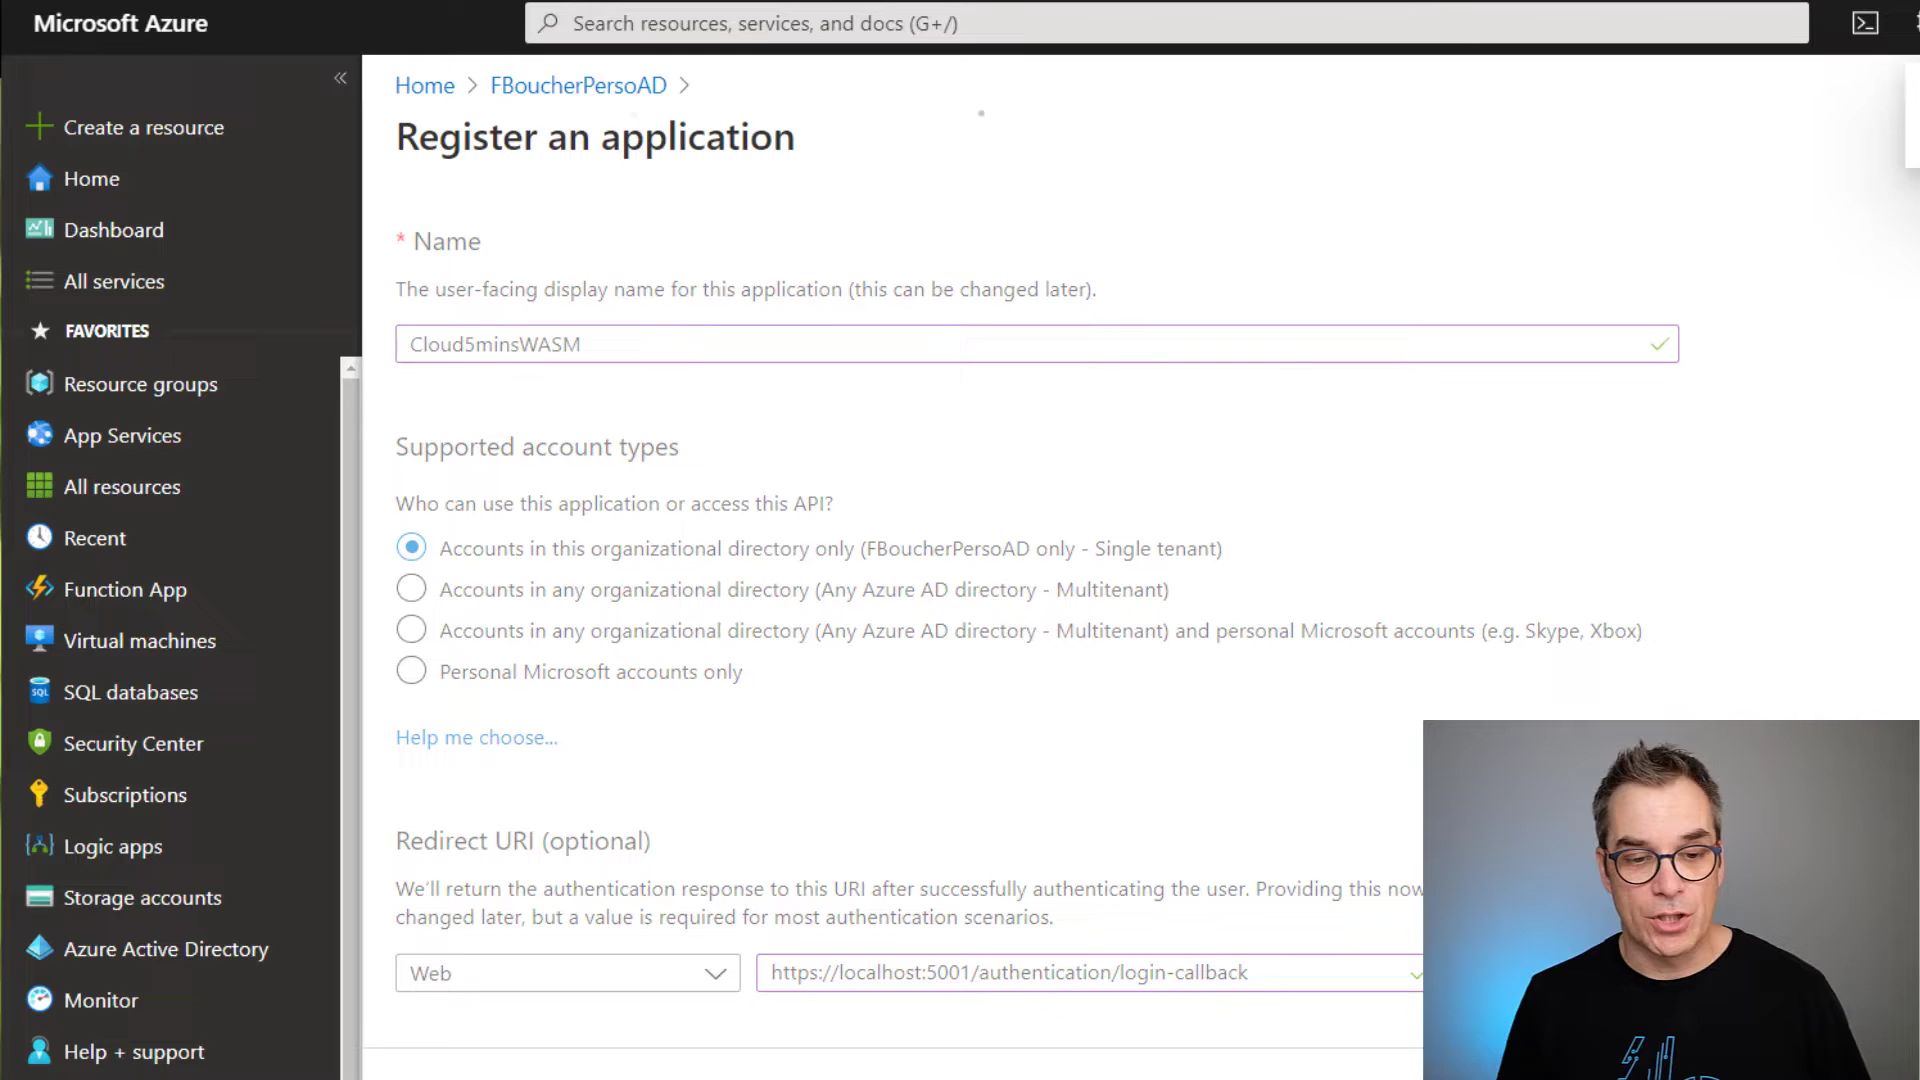 Microsoft Azure
Search resources, services, and docs (G+/)
«
Create a resource
Home
Dashboard
All services
FAVORITES
Resource groups
App Services
All resources
Recent
Function App
Virtual machines
SQL databases
Security Center
Subscriptions
Logic apps
Storage accounts
Azure Active Directory
Monitor
Help + support
Home > FBoucherPersoAD >
Register an application
* Name
The user-facing display name for this application (this can be changed later).
Cloud5minsWASM
Supported account types
Who can use this application or access this API?
Accounts in this organizational directory only (FBoucherPersoAD only - Single tenant)
Accounts in any organizational directory (Any Azure AD directory - Multitenant)
Accounts in any organizational directory (Any Azure AD directory - Multitenant) and personal Microsoft accounts (e.g. Skype, Xbox)
Personal Microsoft accounts only
Help me choose...
Redirect URI (optional)
We'll return the authentication response to this URI after successfully authenticating the user. Providing this now
changed later, but a value is required for most authentication scenarios.
Web
https://localhost:5001/authentication/login-callback